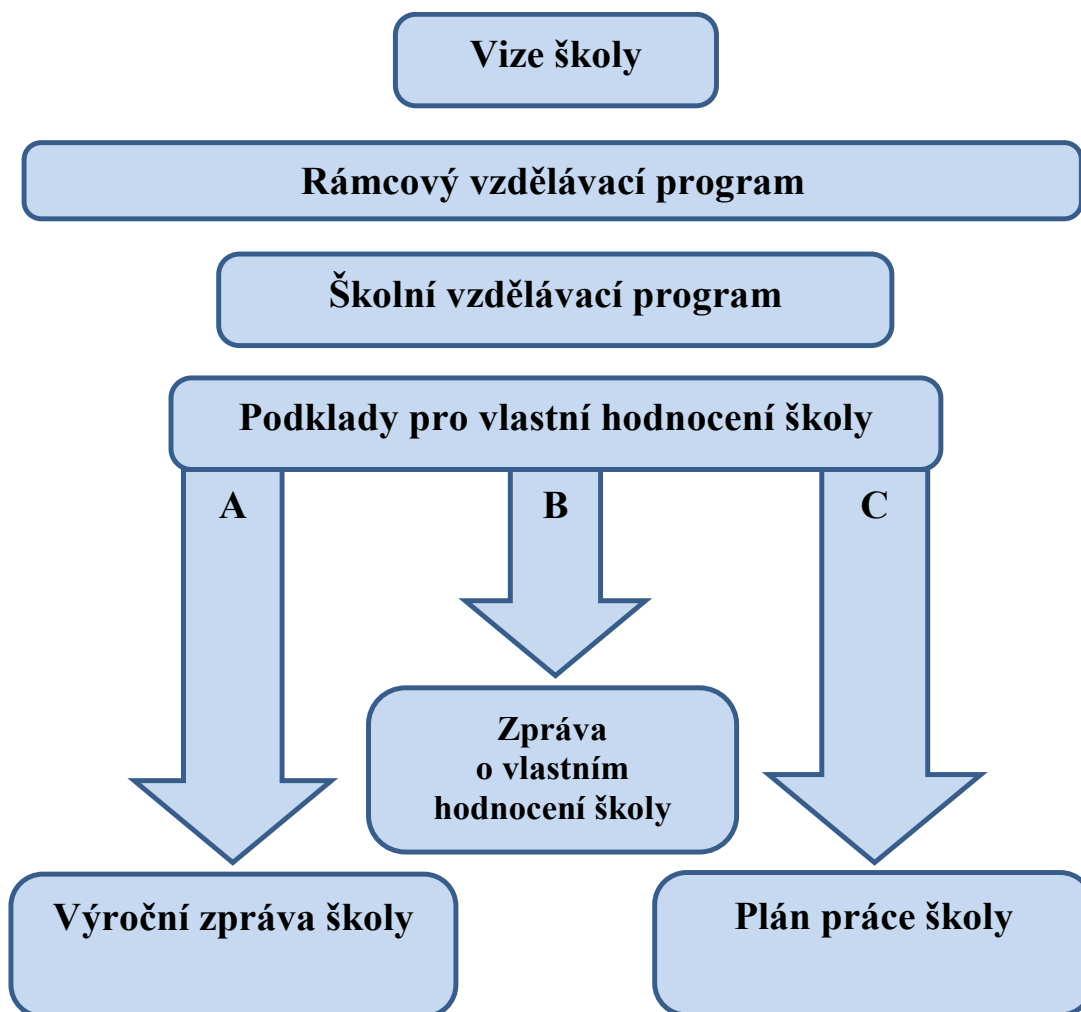 Vize školy
Rámcový vzdělávací program
Školní vzdělávací program
Podklady pro vlastní hodnocení školy
A
B
C
Zpráva
o vlastním
hodnocení školy
Výroční zpráva školy
Plán práce školy